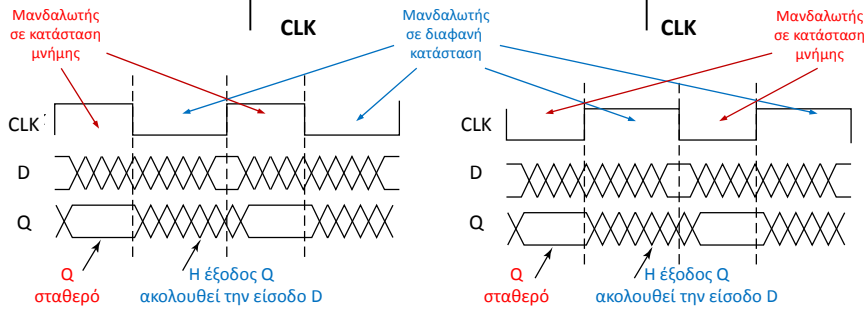 Μανδαλωτής
σε κατάσταση
μνήμης
CLK
Μανδαλωτής
σε διαφανή
κατάσταση
CLK
Μανδαλωτής
σε κατάσταση
μνήμης
CLK
D
Q
Q
σταθερό
Η έξοδος Q
ακολουθεί την είσοδο D
CLK
D
Q
Q
σταθερό
Η έξοδος Q
ακολουθεί την είσοδο D